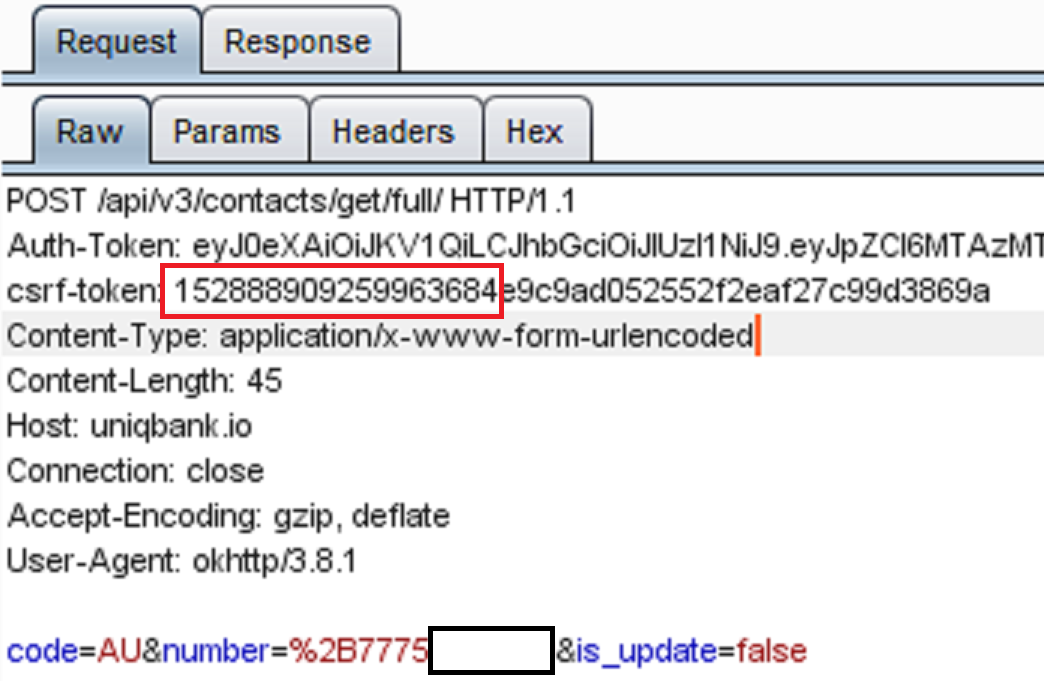 Request Response
Raw Params Headers Hex
POST /api/v3/contacts/get/full/ HTTP/1.1
Auth-Token: eyJ0eXAiOiJKV1QiLCJhbGciOiJIUzI1NiJ9.eyJpZCI6MTAzMT
csrf-token: 152888909259963684e9c9ad052552f2eaf27c99d3869a
Content-Type: application/x-www-form-urlencoded
Content-Length: 45
Host: uniqbank.io
Connection: close
Accept-Encoding: gzip, deflate
User-Agent: okhttp/3.8.1
code=AU&number=%2B7775 &is_update=false